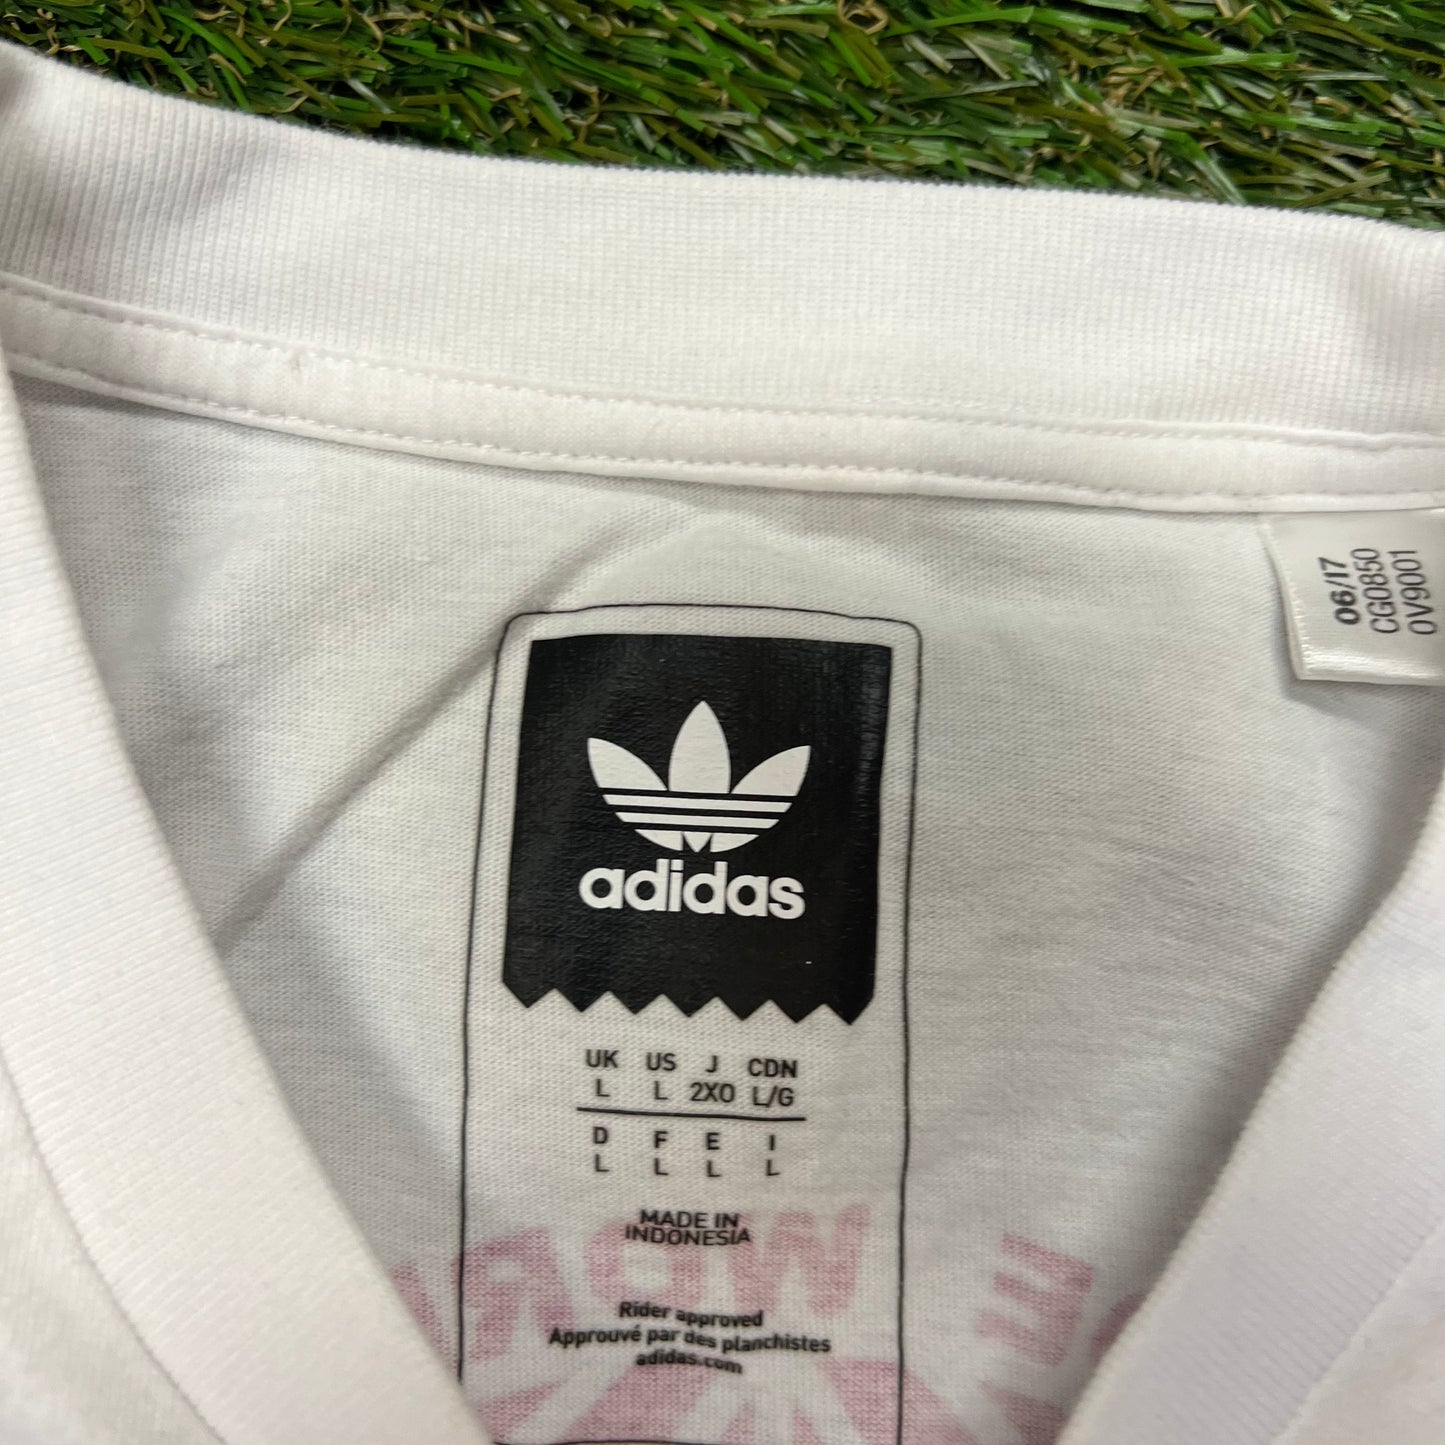 06/17
CG0850
0V9001
adidas
UK US J CDN
L L 2XO L/G
D F E I
L L L L
MADE IN
INDONESIA
Rider approved
Approuvé par des planchistes
adidas.com